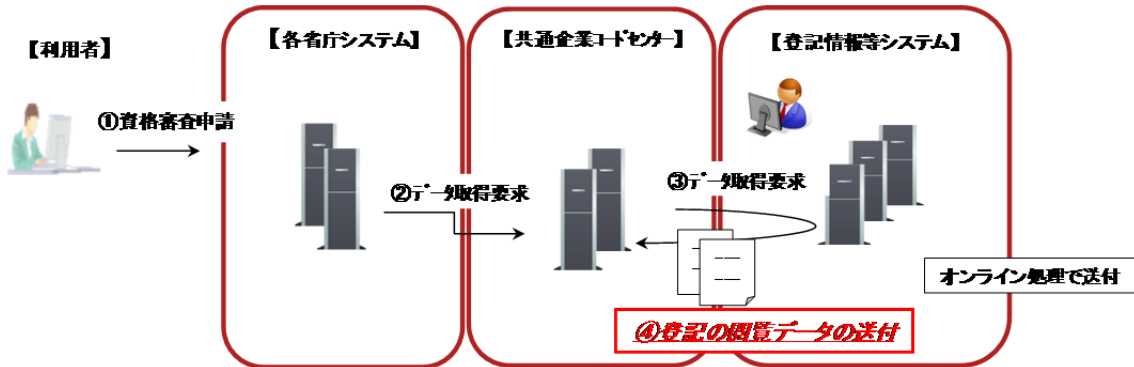 【利用者】
【各省庁システム】
【共通企業コードセンター】
【登記情報等システム】
①資格審査申請
②データ取得要求
③データ取得要求
オンライン処理で送付
④登記の閲覧データの送付